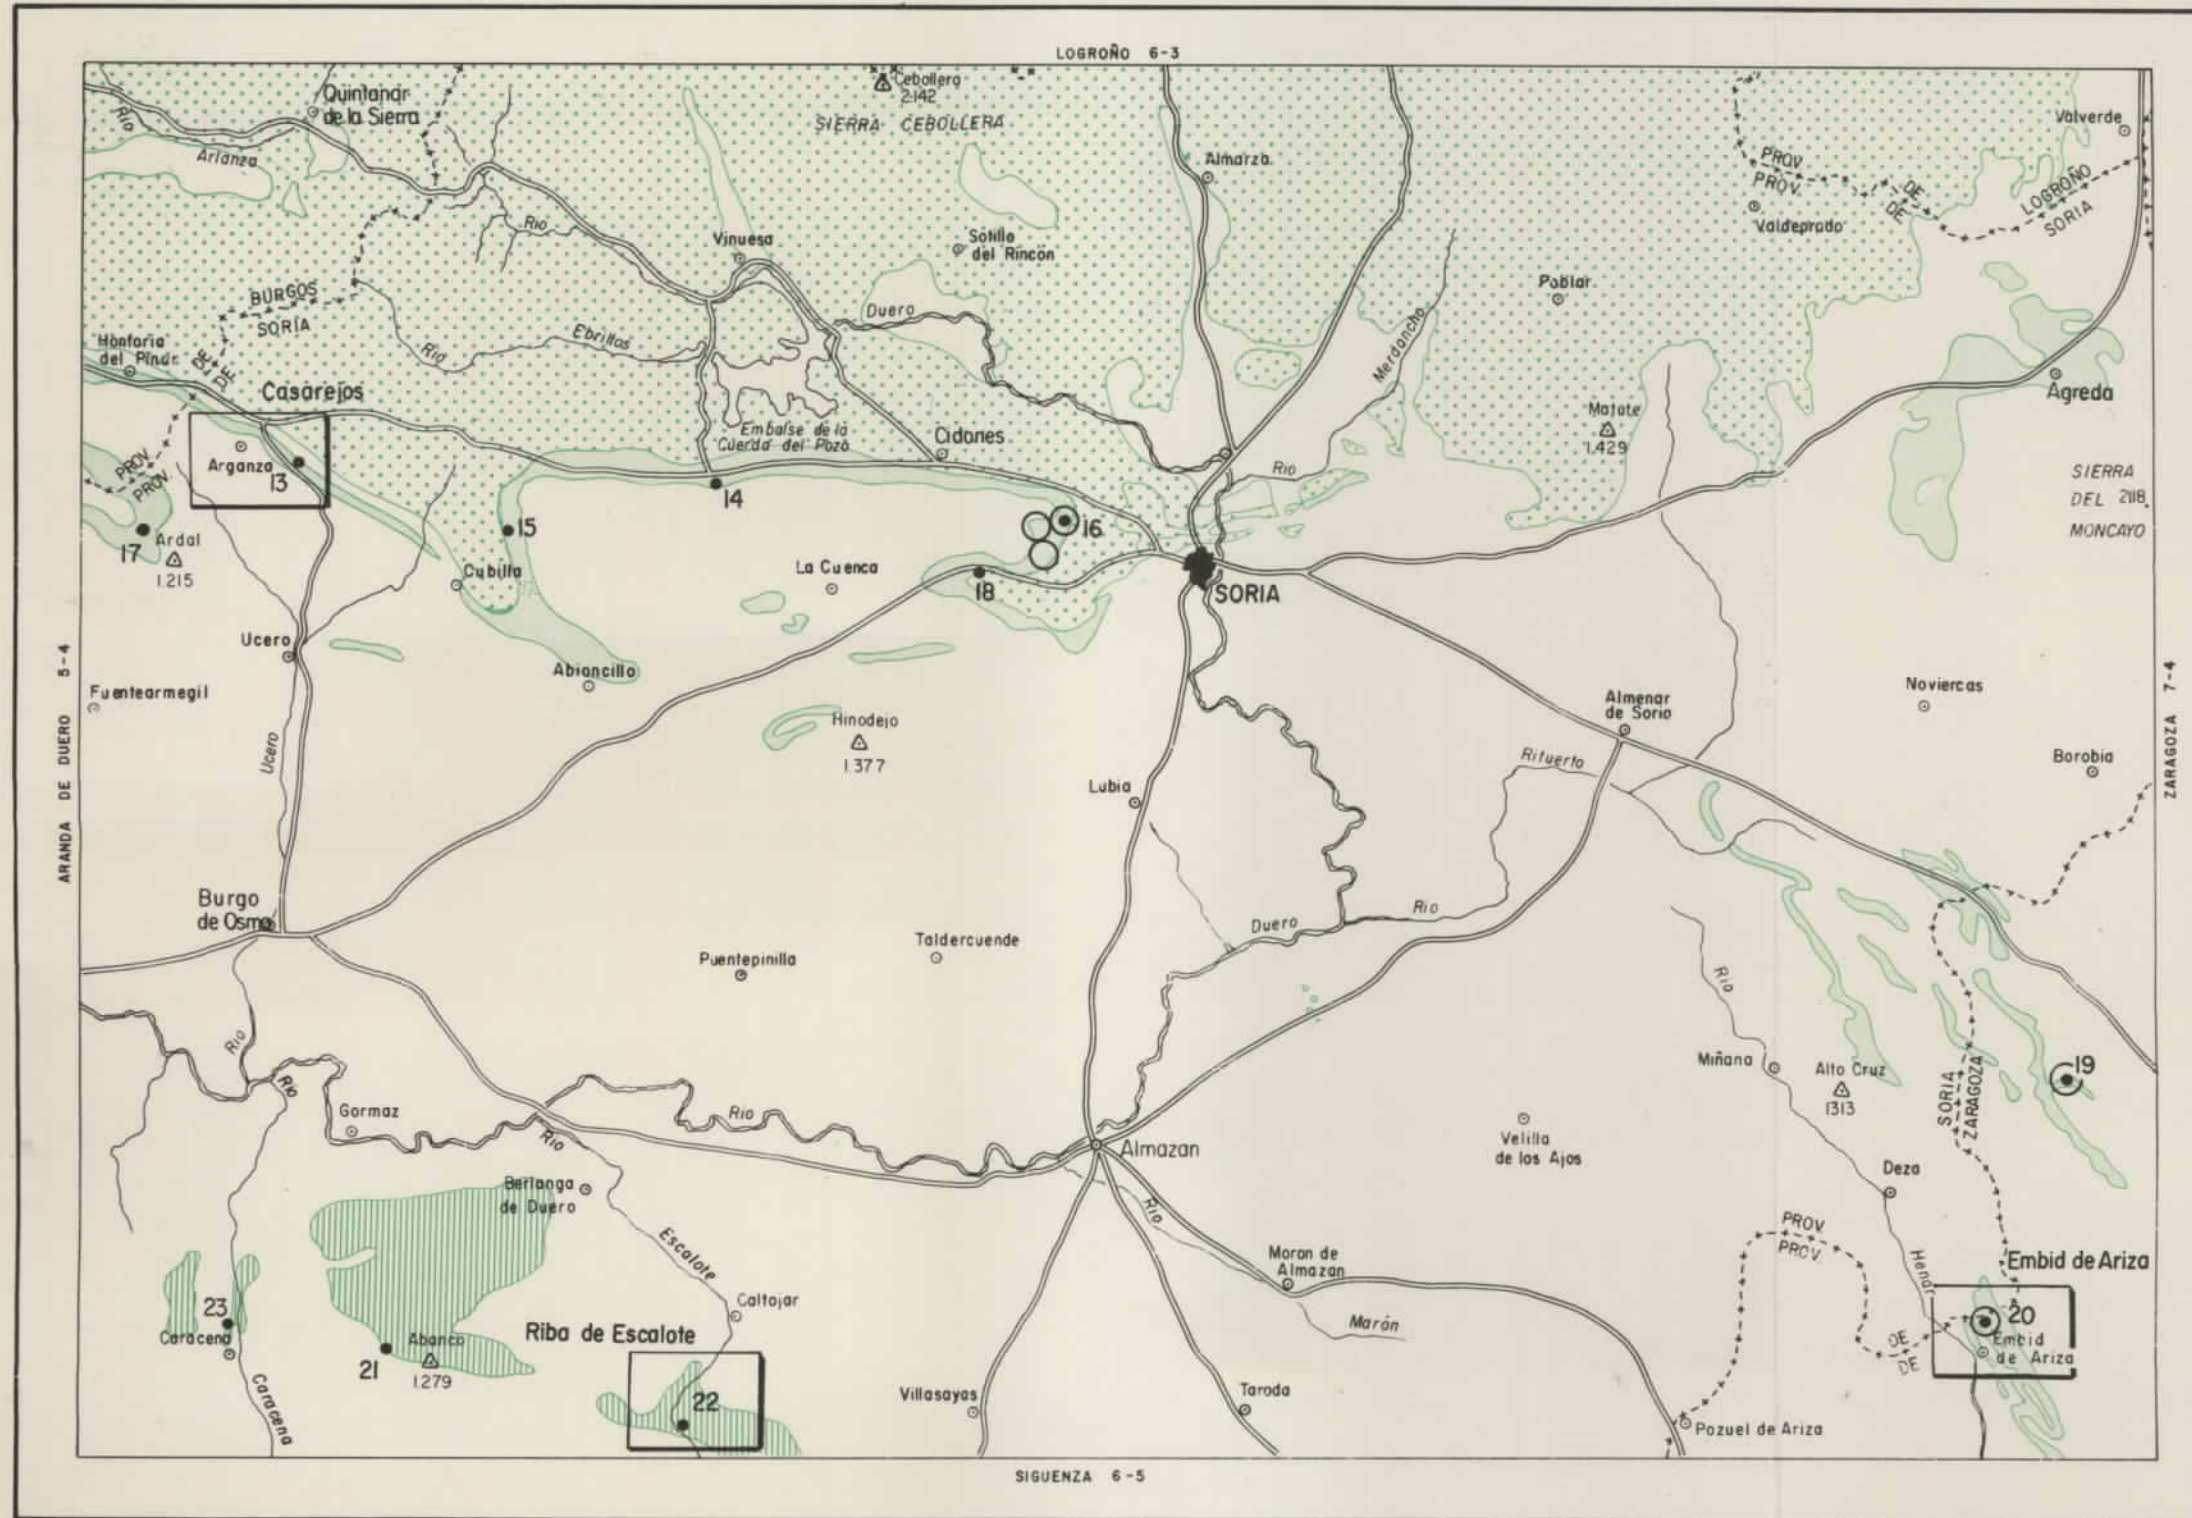 LOGROÑO 6-3
Cebollera
2.142
SIERRA CEBOLLERA
Quintanar
de la Sierra
Rio
Arlanza
Valverde
Almarza
PROV.
PROV.
DE
DE
LOGROÑO
SORIA
Valdeprado
Rio
Vinuesa
Sotillo
del Rincón
Poblar
BURGOS
SORIA
Duero
Rio
Ebrillos
Merdancho
Hontoria
del Pinar
DE
DE
Casarejos
Agreda
Matute
1.429
Embalse de la
Cuerda del Pozo
Cidones
Arganza
13
PROV.
PROV.
Rio
SIERRA
DEL 2118
MONCAYO
14
15
16
17
Ardal
1.215
Cubilla
La Cuenca
18
SORIA
Ucero
Abiancillo
ARANDA DE DUERO 5-4
ZARAGOZA 7-4
Fuentearmegil
Noviercas
Almenar
de Soria
Hinodejo
1.377
Ucero
Rituerto
Borobia
Lubia
Burgo
de Osma
Rio
Duero
Taldercuende
Puentepinilla
Rio
Rio
Miñana
Alto Cruz
1313
SORIA
ZARAGOZA
19
Rio
Gormaz
Rio
Rio
Almazan
Velilla
de los Ajos
Deza
Berlanga
de Duero
Rio
PROV.
PROV.
Escalote
Moron de
Almazan
Henar
Embid de Ariza
Caltojar
23
Caracena
Riba de Escalote
Marón
20
Embid
de Ariza
DE
DE
Abanco
1.279
21
Caracena
22
Villasayas
Taroda
Pozuel de Ariza
SIGUENZA 6-5